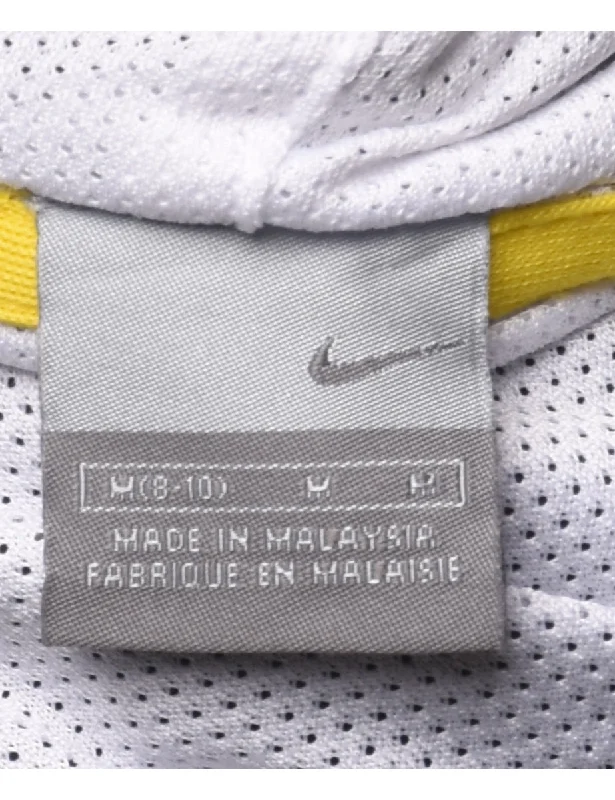 M(8-10) M M
MADE IN MALAYSIA
FABRIQUE EN MALAISIE